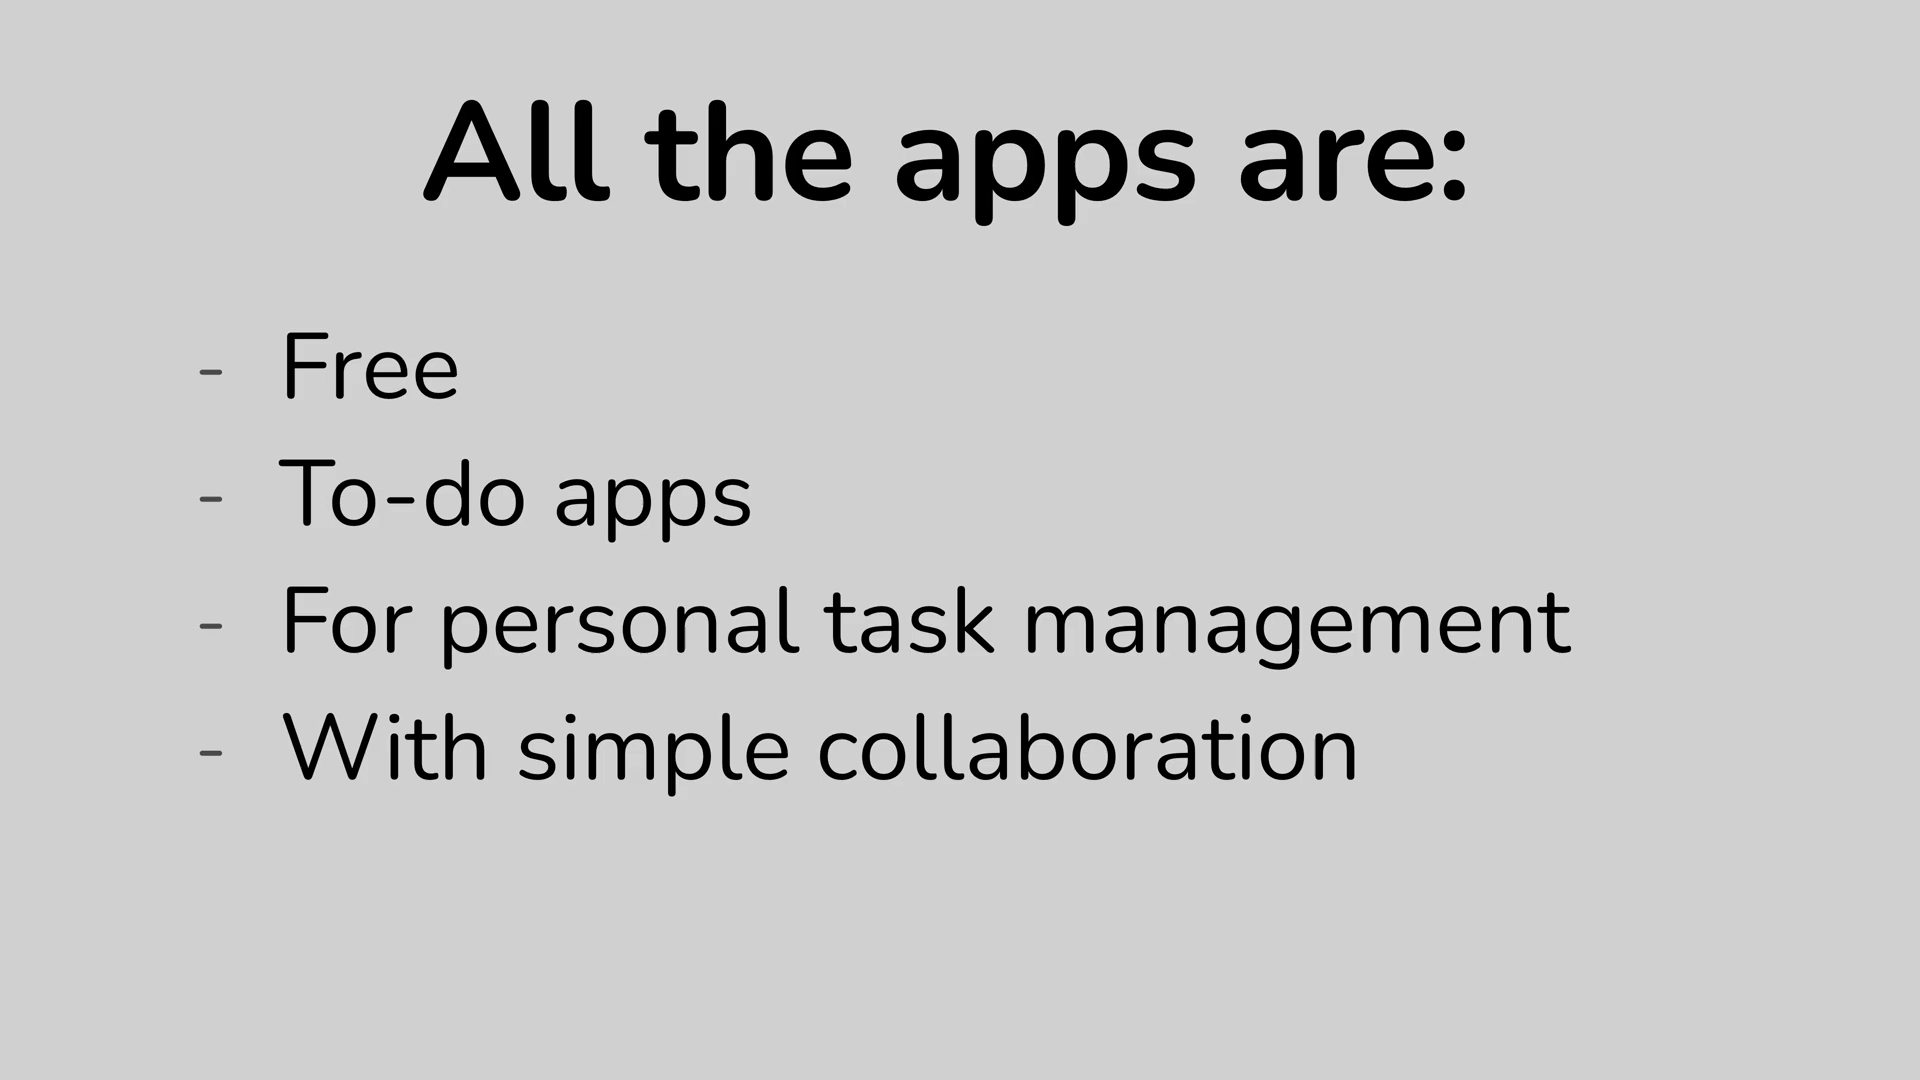 All the apps are:
- Free
- To-do apps
- For personal task management
- With simple collaboration